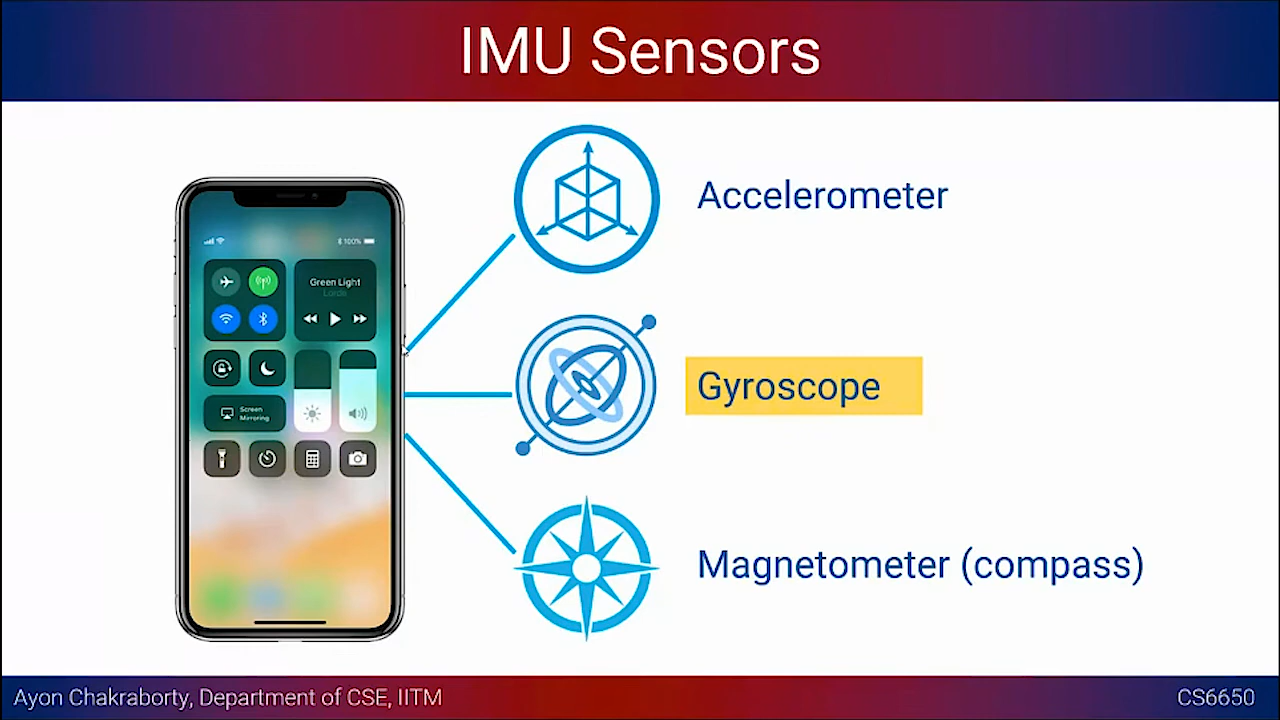 IMU Sensors
Accelerometer
100%
Green Light
Lorde
Gyroscope
Screen
Mirroring
Magnetometer (compass)
Ayon Chakraborty, Department of CSE, IITM
CS6650